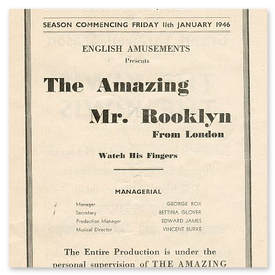 SEASON COMMENCING FRIDAY 11th JANUARY 1946
ENGLISH AMUSEMENTS
Presents
The Amazing
Mr. Rooklyn
From London
Watch His Fingers
MANAGERIAL
Manager GEORGE ROX
Secretary BETTINA GLOVER
Production Manager EDWARD JAMES
Musical Director VINCENT BURKE
The Entire Production is under the
personal supervision of THE AMAZING